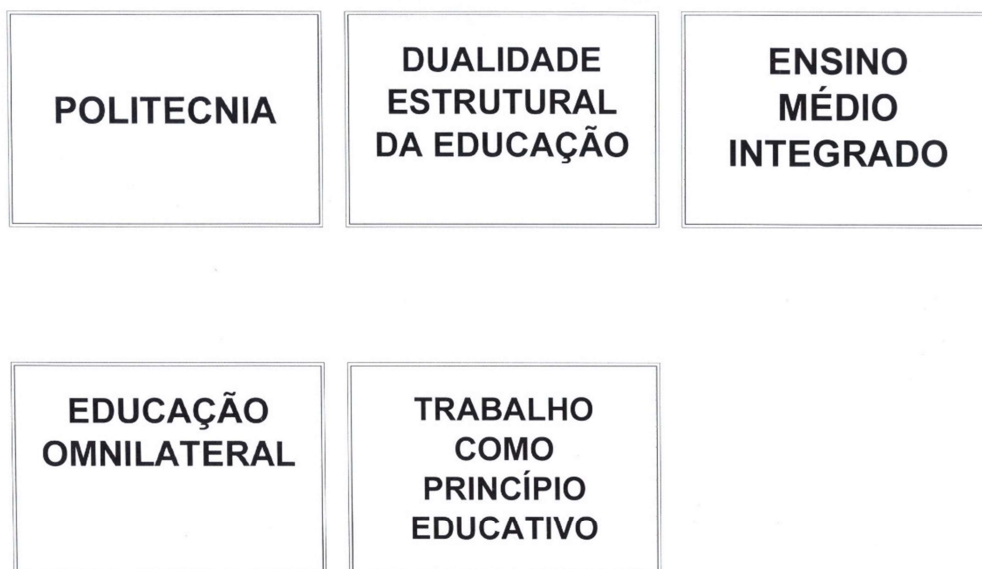 POLITECNIA
DUALIDADE
ESTRUTURAL
DA EDUCAÇÃO
ENSINO
MÉDIO
INTEGRADO
EDUCAÇÃO
OMNILATERAL
TRABALHO
COMO
PRINCÍPIO
EDUCATIVO